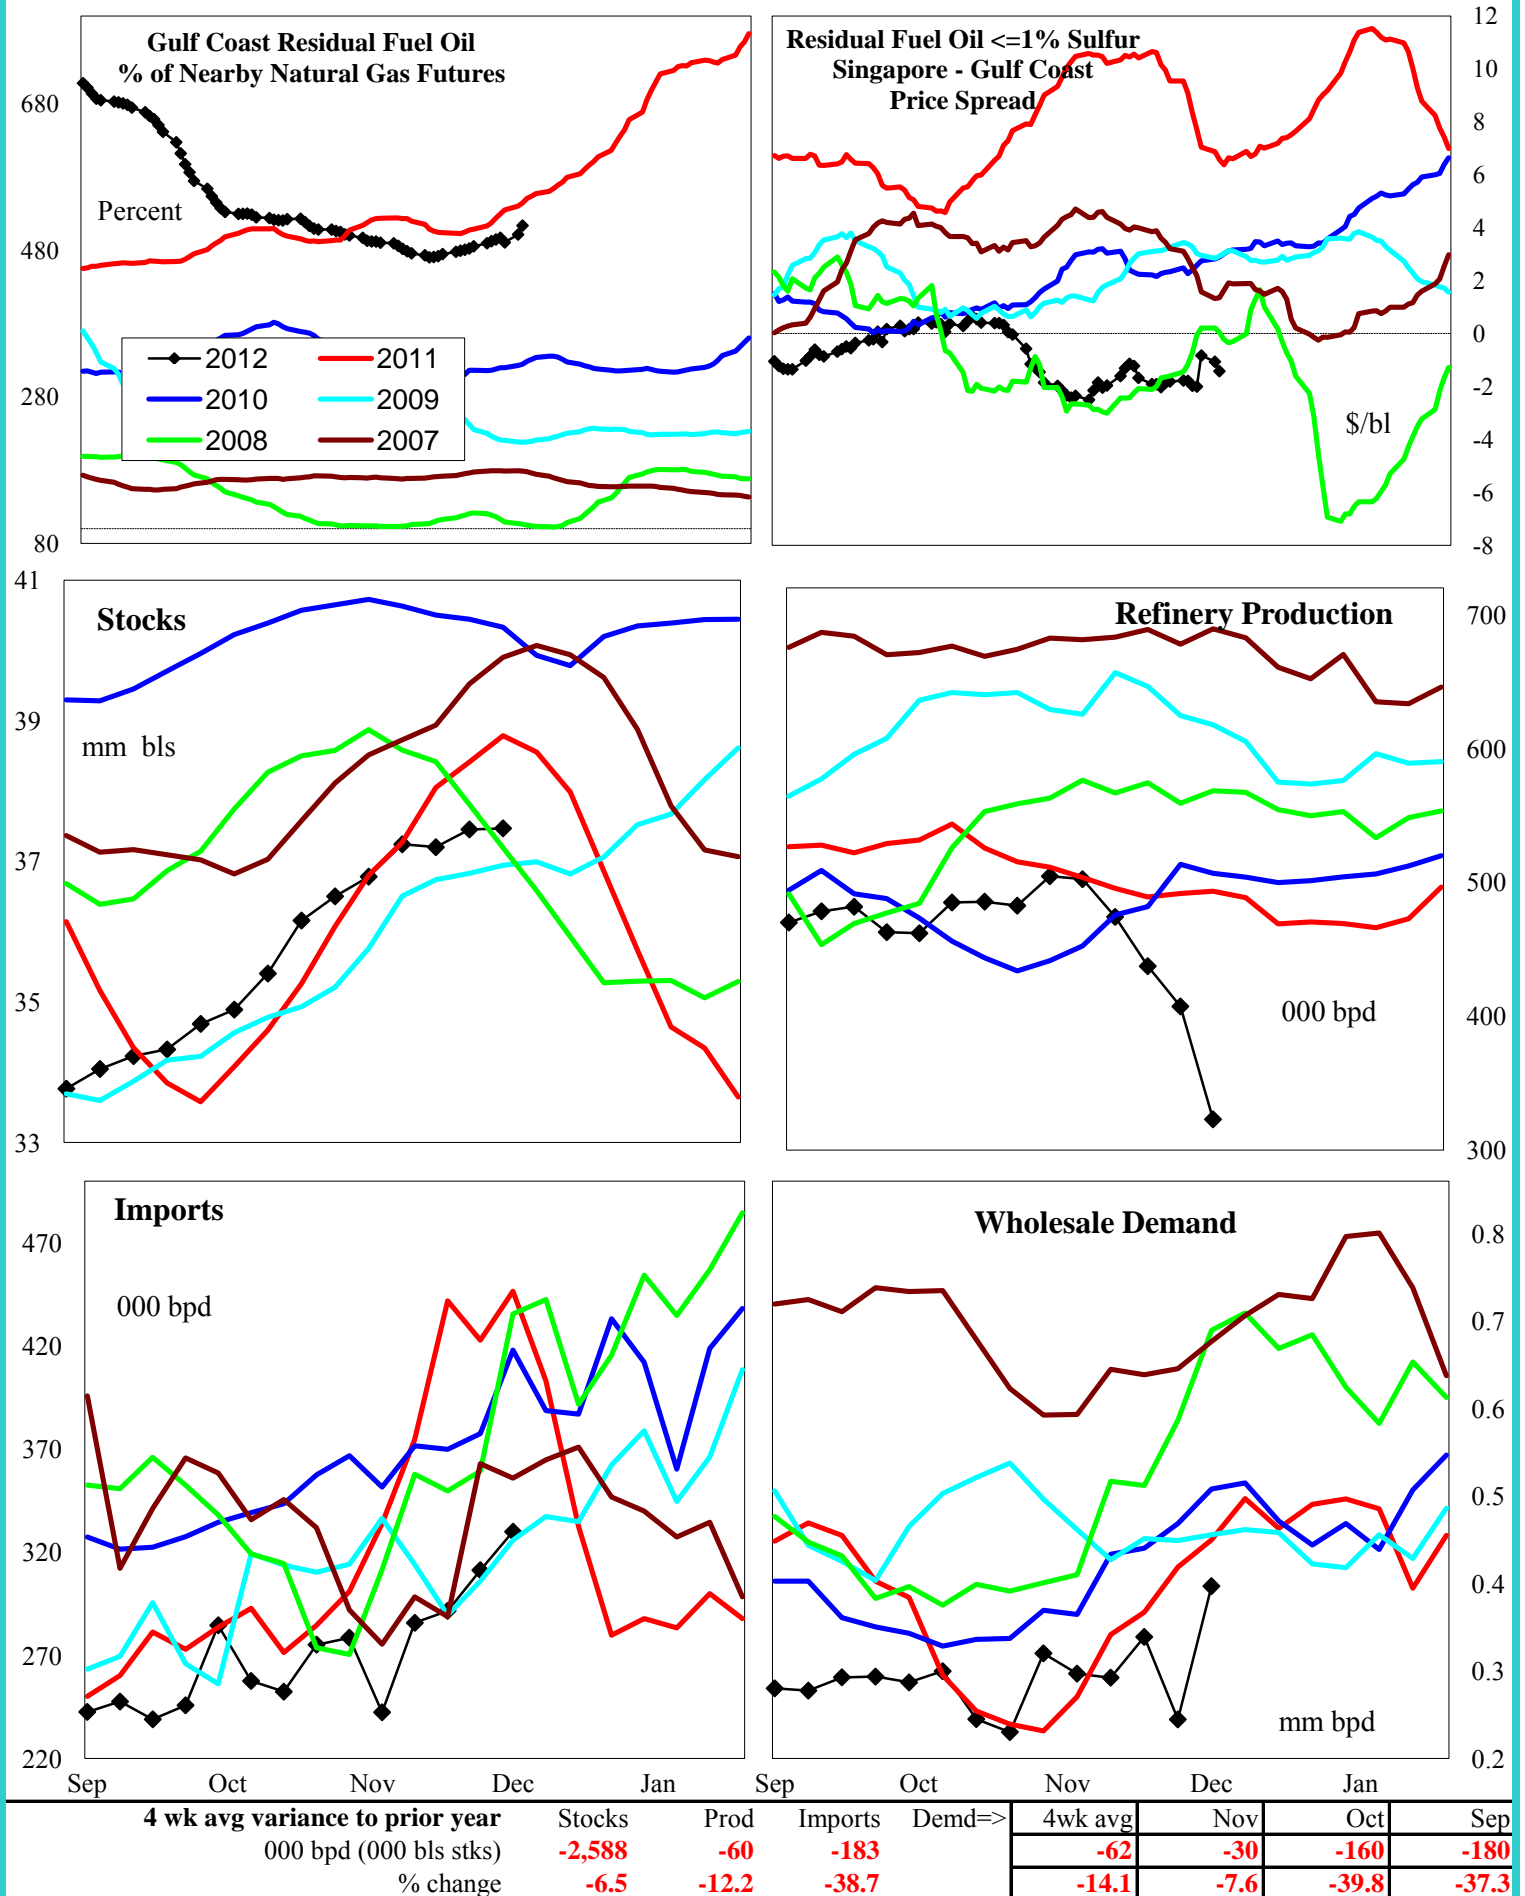 Gulf Coast Residual Fuel Oil
% of Nearby Natural Gas Futures
680
Percent
480
280
80
2012 2011
2010 2009
2008 2007
Residual Fuel Oil <=1% Sulfur
Singapore - Gulf Coast
Price Spread
12
10
8
6
4
2
0
-2
$/bl
-4
-6
-8
41
Stocks
39
mm bls
37
35
33
Refinery Production
700
600
500
000 bpd
400
300
Imports
470
000 bpd
420
370
320
270
220
Sep Oct Nov Dec Jan
Wholesale Demand
0.8
0.7
0.6
0.5
0.4
0.3
mm bpd
0.2
Sep Oct Nov Dec Jan
4 wk avg variance to prior year Stocks Prod Imports Demd=> 4wk avg Nov Oct Sep
000 bpd (000 bls stks) -2,588 -60 -183 -62 -30 -160 -180
% change -6.5 -12.2 -38.7 -14.1 -7.6 -39.8 -37.3